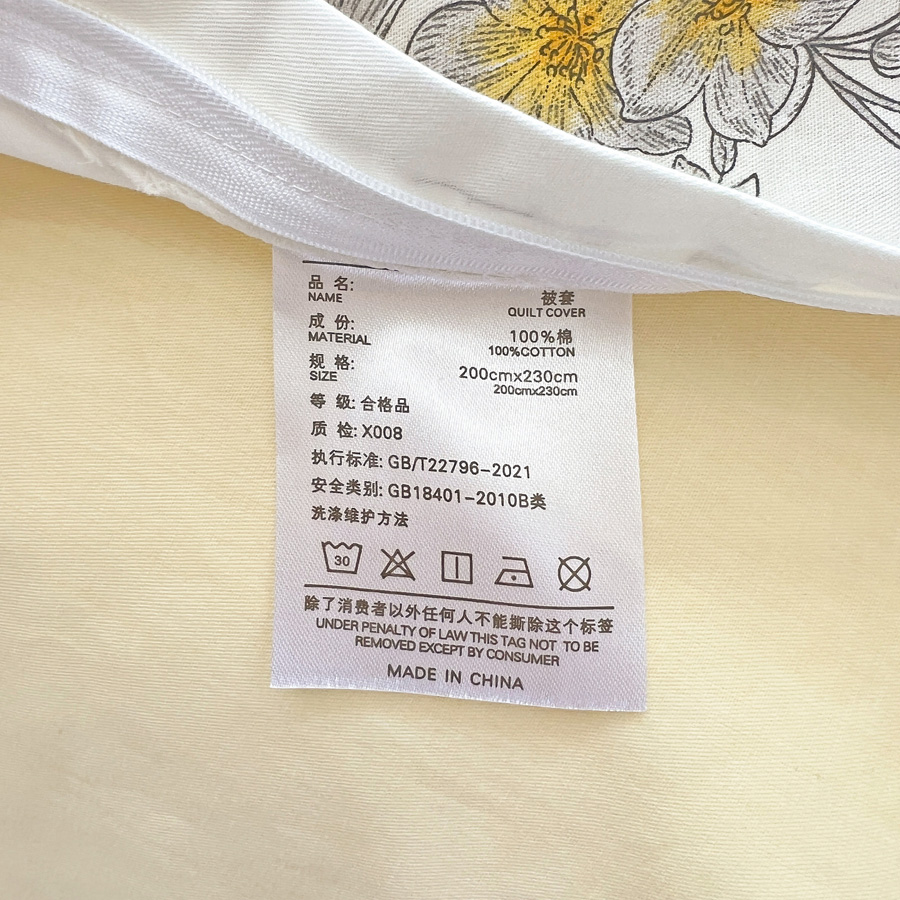 品 名: 被套
NAME QUILT COVER
成 份: 100%棉
MATERIAL 100%COTTON
规 格: 200cmx230cm
SIZE 200cmx230cm
等 级: 合格品
质 检: X008
执行标准: GB/T22796-2021
安全类别: GB18401-2010B类
洗涤维护方法
30
除了消费者以外任何人不能撕除这个标签
UNDER PENALTY OF LAW THIS TAG NOT TO BE
REMOVED EXCEPT BY CONSUMER
MADE IN CHINA